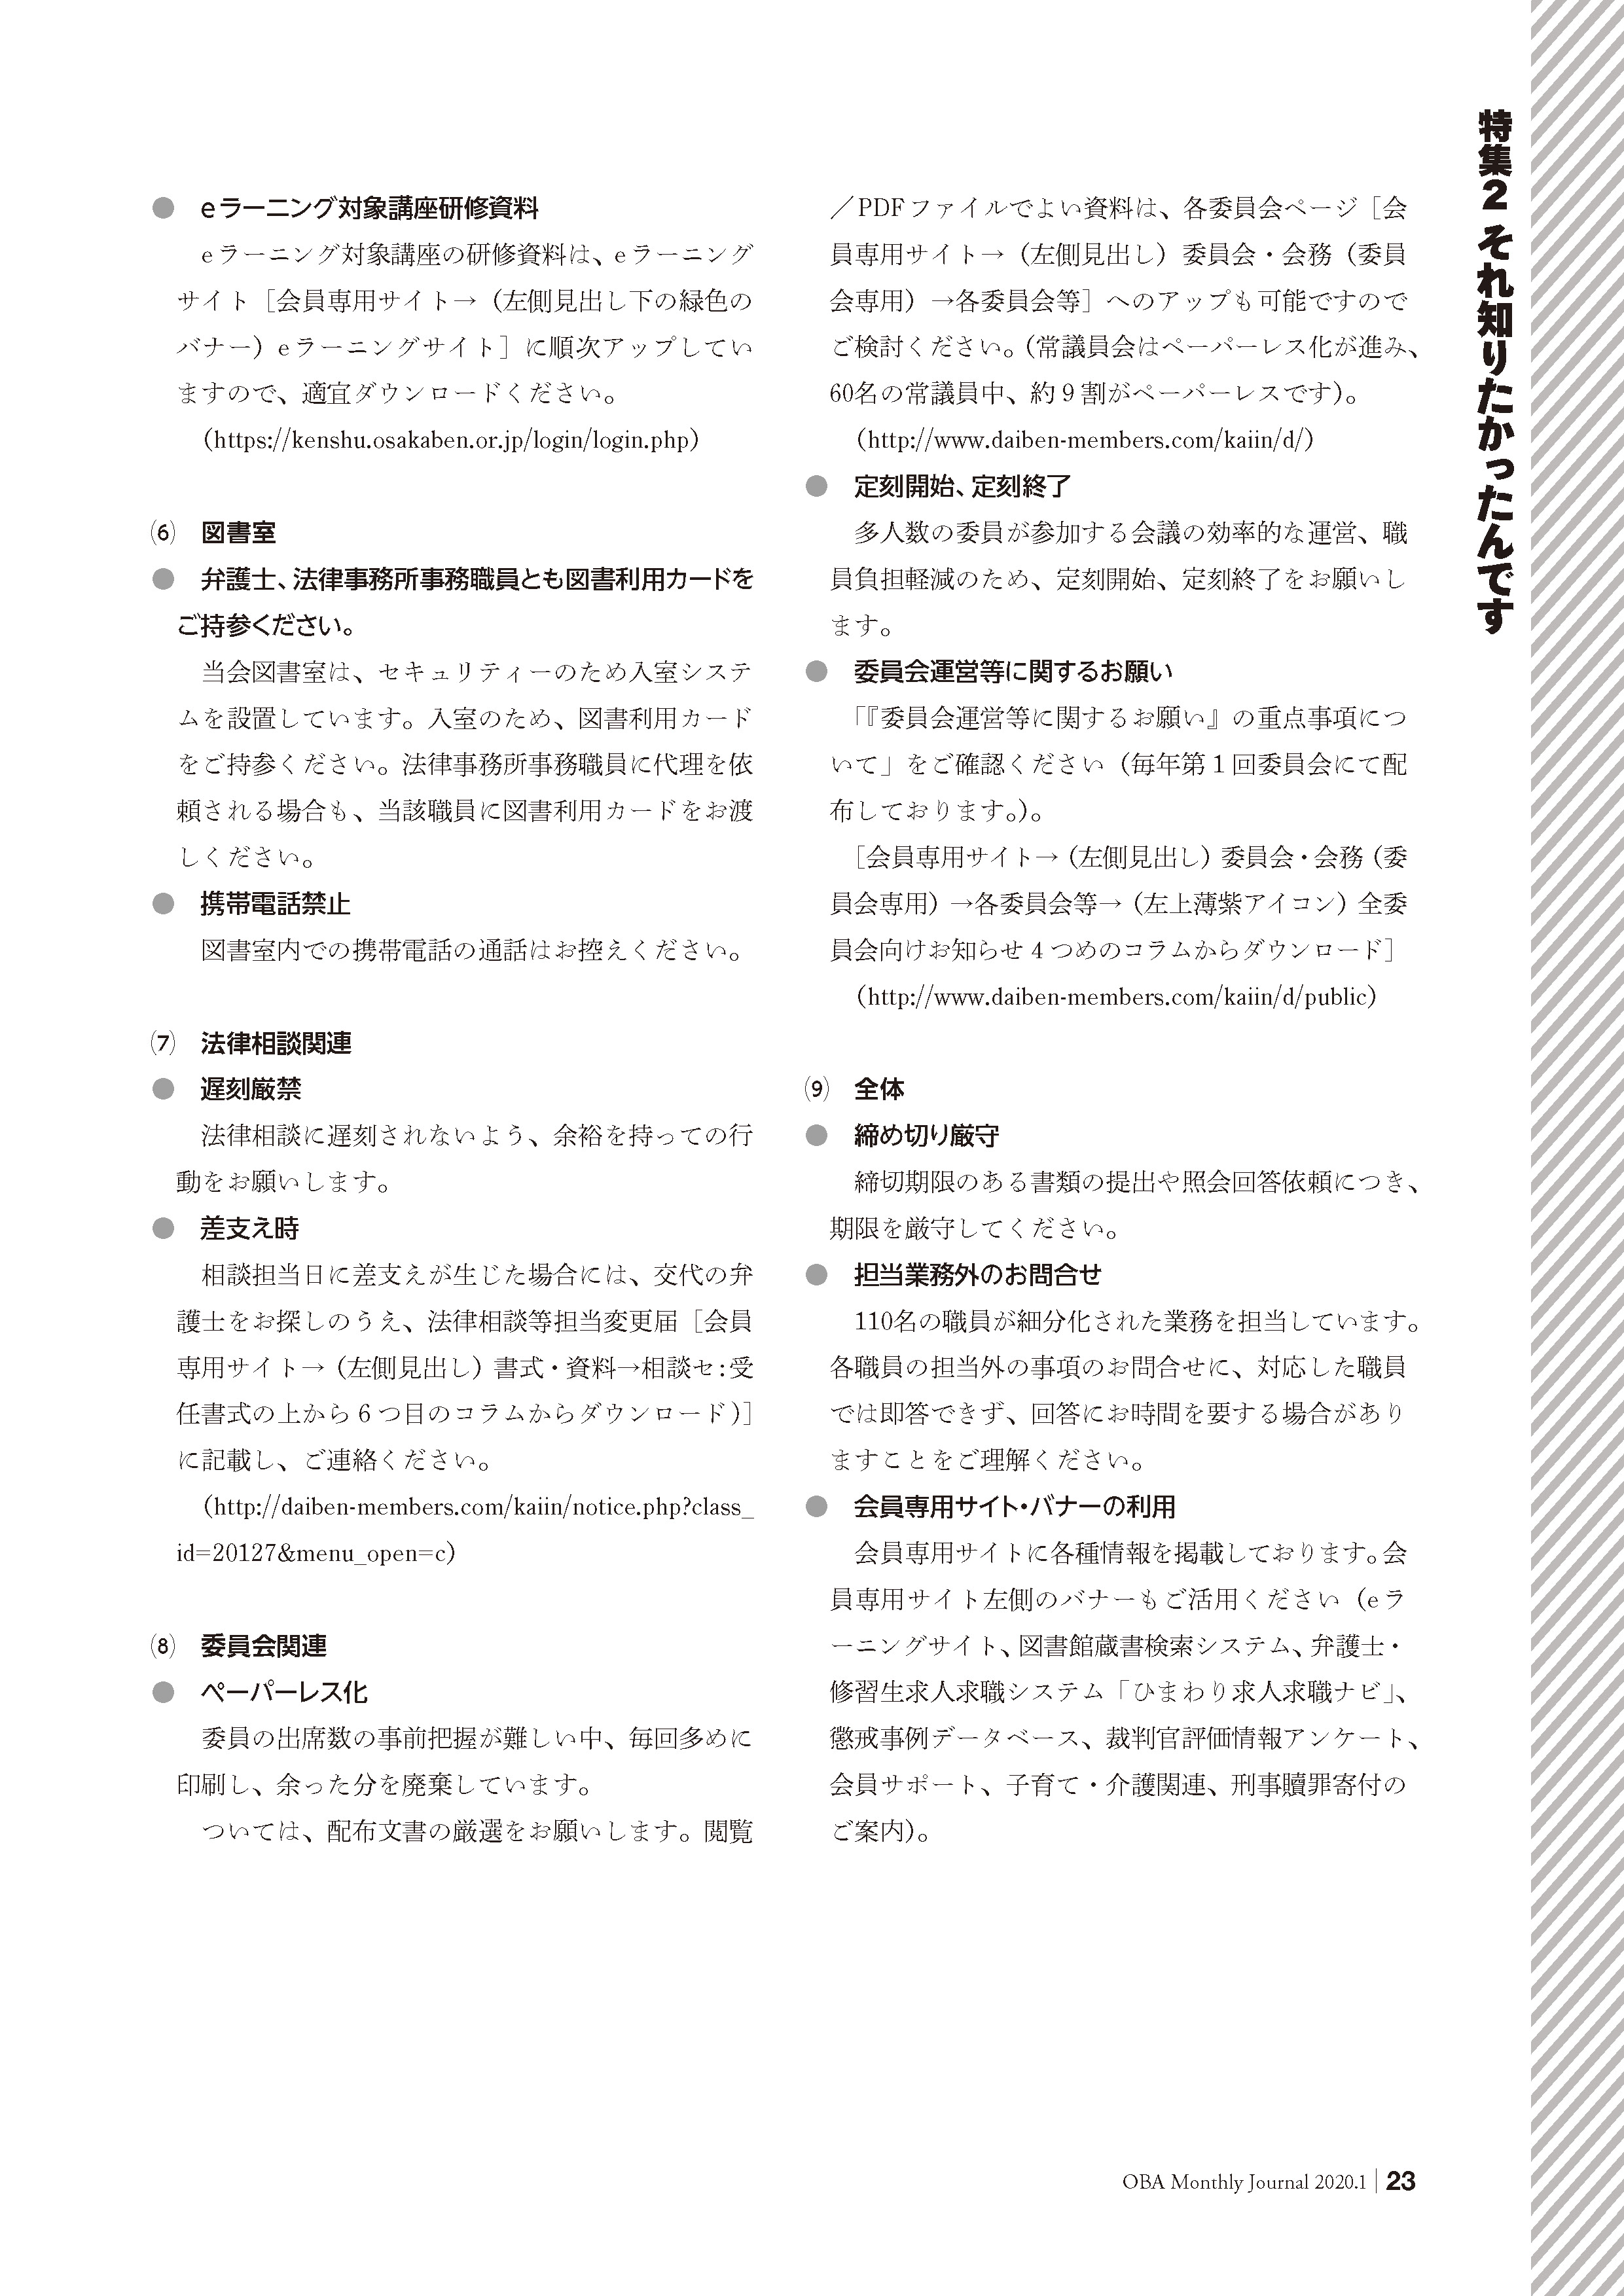 特集2 それ知りたかったんです
● eラーニング対象講座研修資料
eラーニング対象講座の研修資料は、eラーニング
サイト［会員専用サイト→（左側見出し下の緑色の
バナー）eラーニングサイト］に順次アップしてい
ますので、適宜ダウンロードください。
（https://kenshu.osakaben.or.jp/login/login.php）
⑹ 図書室
● 弁護士、法律事務所事務職員とも図書利用カードを
ご持参ください。
当会図書室は、セキュリティーのため入室システ
ムを設置しています。入室のため、図書利用カード
をご持参ください。法律事務所事務職員に代理を依
頼される場合も、当該職員に図書利用カードをお渡
しください。
● 携帯電話禁止
図書室内での携帯電話の通話はお控えください。
⑺ 法律相談関連
● 遅刻厳禁
法律相談に遅刻されないよう、余裕を持っての行
動をお願いします。
● 差支え時
相談担当日に差支えが生じた場合には、交代の弁
護士をお探しのうえ、法律相談等担当変更届［会員
専用サイト→（左側見出し）書式・資料→相談セ：受
任書式の上から6つ目のコラムからダウンロード）］
に記載し、ご連絡ください。
（http://daiben-members.com/kaiin/notice.php?class_
id=20127&menu_open=c）
⑻ 委員会関連
● ペーパーレス化
委員の出席数の事前把握が難しい中、毎回多めに
印刷し、余った分を廃棄しています。
ついては、配布文書の厳選をお願いします。閲覧
／PDFファイルでよい資料は、各委員会ページ［会
員専用サイト→（左側見出し）委員会・会務（委員
会専用）→各委員会等］へのアップも可能ですので
ご検討ください。（常議員会はペーパーレス化が進み、
60名の常議員中、約9割がペーパーレスです）。
（http://www.daiben-members.com/kaiin/d/）
● 定刻開始、定刻終了
多人数の委員が参加する会議の効率的な運営、職
員負担軽減のため、定刻開始、定刻終了をお願いし
ます。
● 委員会運営等に関するお願い
「『委員会運営等に関するお願い』の重点事項につ
いて」をご確認ください（毎年第1回委員会にて配
布しております。）。
［会員専用サイト→（左側見出し）委員会・会務（委
員会専用）→各委員会等→（左上薄紫アイコン）全委
員会向けお知らせ4つめのコラムからダウンロード］
（http://www.daiben-members.com/kaiin/d/public）
⑼ 全体
● 締め切り厳守
締切期限のある書類の提出や照会回答依頼につき、
期限を厳守してください。
● 担当業務外のお問合せ
110名の職員が細分化された業務を担当しています。
各職員の担当外の事項のお問合せに、対応した職員
では即答できず、回答にお時間を要する場合があり
ますことをご理解ください。
● 会員専用サイト・バナーの利用
会員専用サイトに各種情報を掲載しております。会
員専用サイト左側のバナーもご活用ください（eラ
ーニングサイト、図書館蔵書検索システム、弁護士・
修習生求人求職システム「ひまわり求人求職ナビ」、
懲戒事例データベース、裁判官評価情報アンケート、
会員サポート、子育て・介護関連、刑事贖罪寄付の
ご案内）。
OBA Monthly Journal 2020.1 | 23